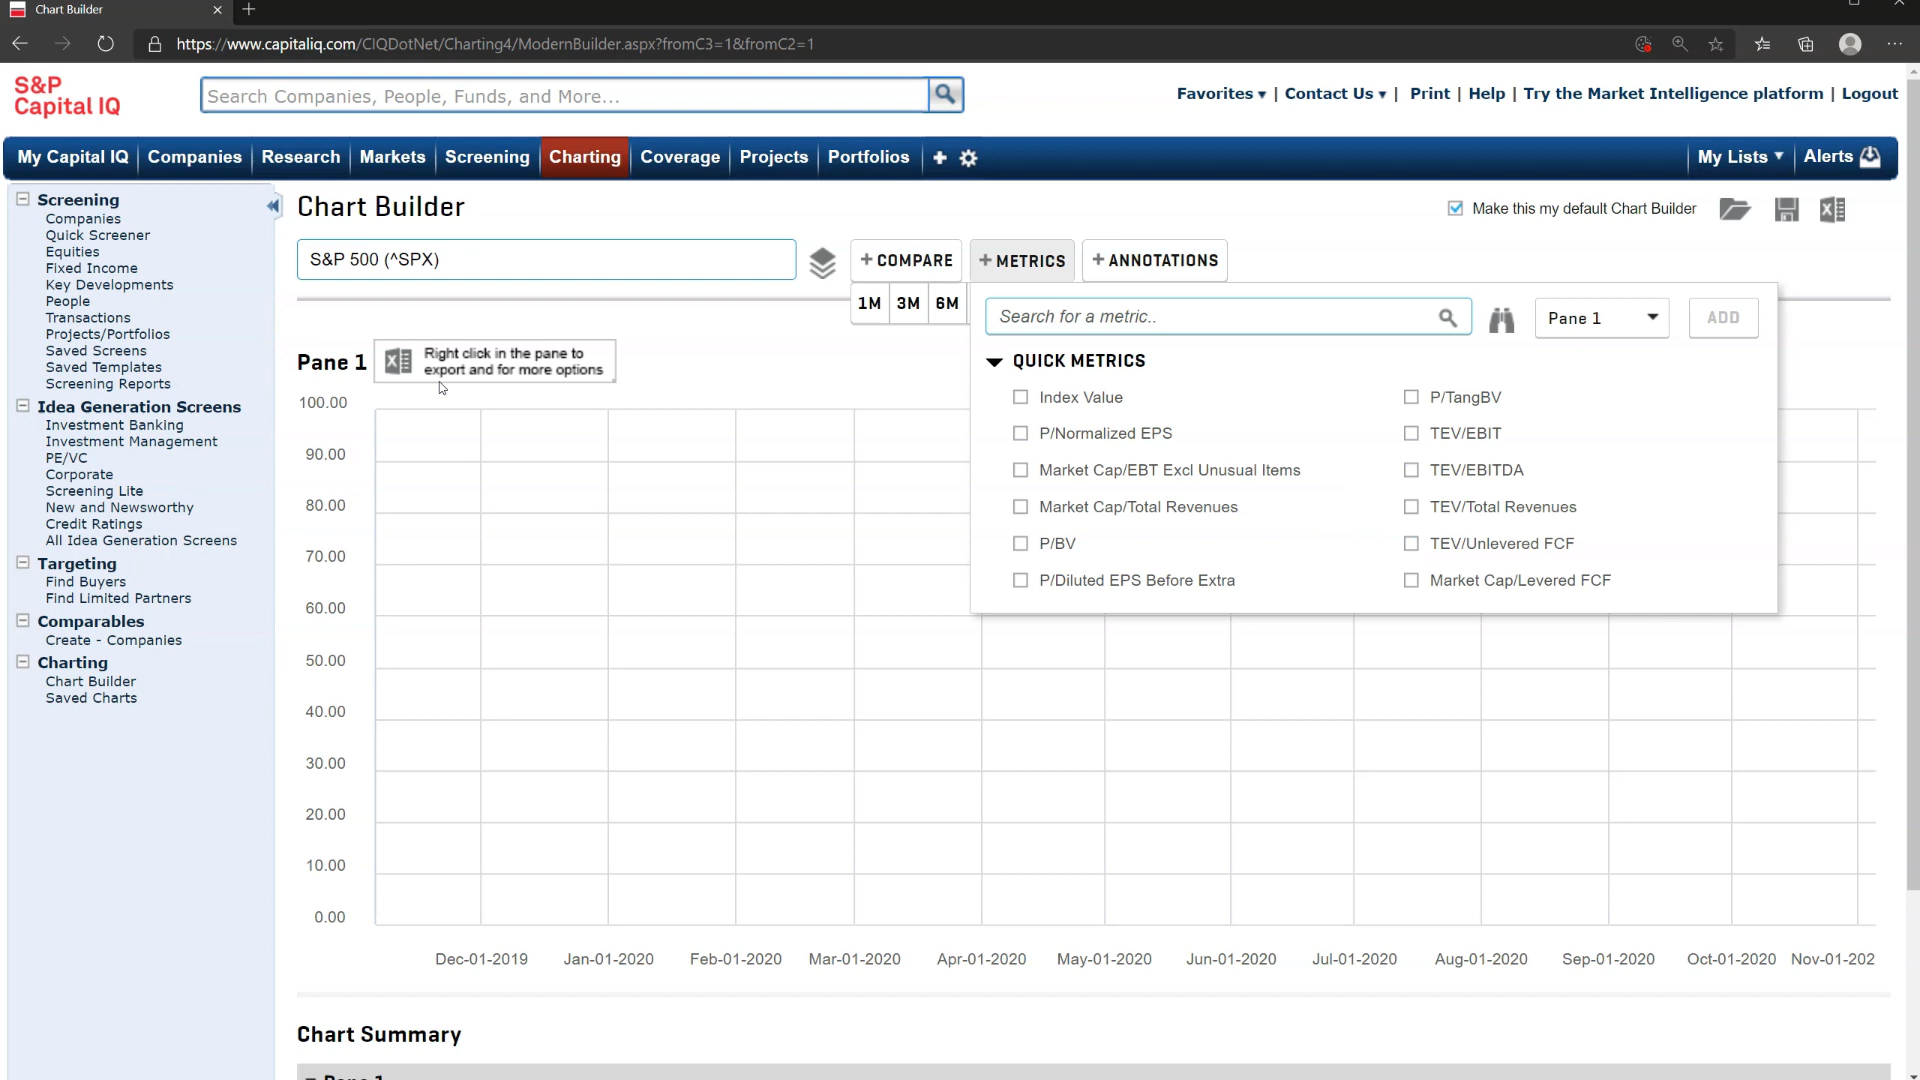 Chart Builder
https://www.capitaliq.com/CIQDotNet/Charting4/ModernBuilder.aspx?fromC3=1&fromC2=1
S&P
Capital IQ
Search Companies, People, Funds, and More...
Favorites ▾ | Contact Us ▾ | Print | Help | Try the Market Intelligence platform | Logout
My Capital IQ Companies Research Markets Screening Charting Coverage Projects Portfolios My Lists Alerts
Screening
Companies
Quick Screener
Equities
Fixed Income
Key Developments
People
Transactions
Projects/Portfolios
Saved Screens
Saved Templates
Screening Reports
Idea Generation Screens
Investment Banking
Investment Management
PE/VC
Corporate
Screening Lite
New and Newsworthy
Credit Ratings
All Idea Generation Screens
Targeting
Find Buyers
Find Limited Partners
Comparables
Create - Companies
Charting
Chart Builder
Saved Charts
Chart Builder
Make this my default Chart Builder
S&P 500 (^SPX)
+ COMPARE + METRICS + ANNOTATIONS
1M 3M 6M
Search for a metric..
Pane 1
ADD
QUICK METRICS
Index Value
P/Normalized EPS
Market Cap/EBT Excl Unusual Items
Market Cap/Total Revenues
P/BV
P/Diluted EPS Before Extra
P/TangBV
TEV/EBIT
TEV/EBITDA
TEV/Total Revenues
TEV/Unlevered FCF
Market Cap/Levered FCF
Pane 1
Right click in the pane to
export and for more options
100.00
90.00
80.00
70.00
60.00
50.00
40.00
30.00
20.00
10.00
0.00
Dec-01-2019 Jan-01-2020 Feb-01-2020 Mar-01-2020 Apr-01-2020 May-01-2020 Jun-01-2020 Jul-01-2020 Aug-01-2020 Sep-01-2020 Oct-01-2020 Nov-01-202
Chart Summary
Pane 1